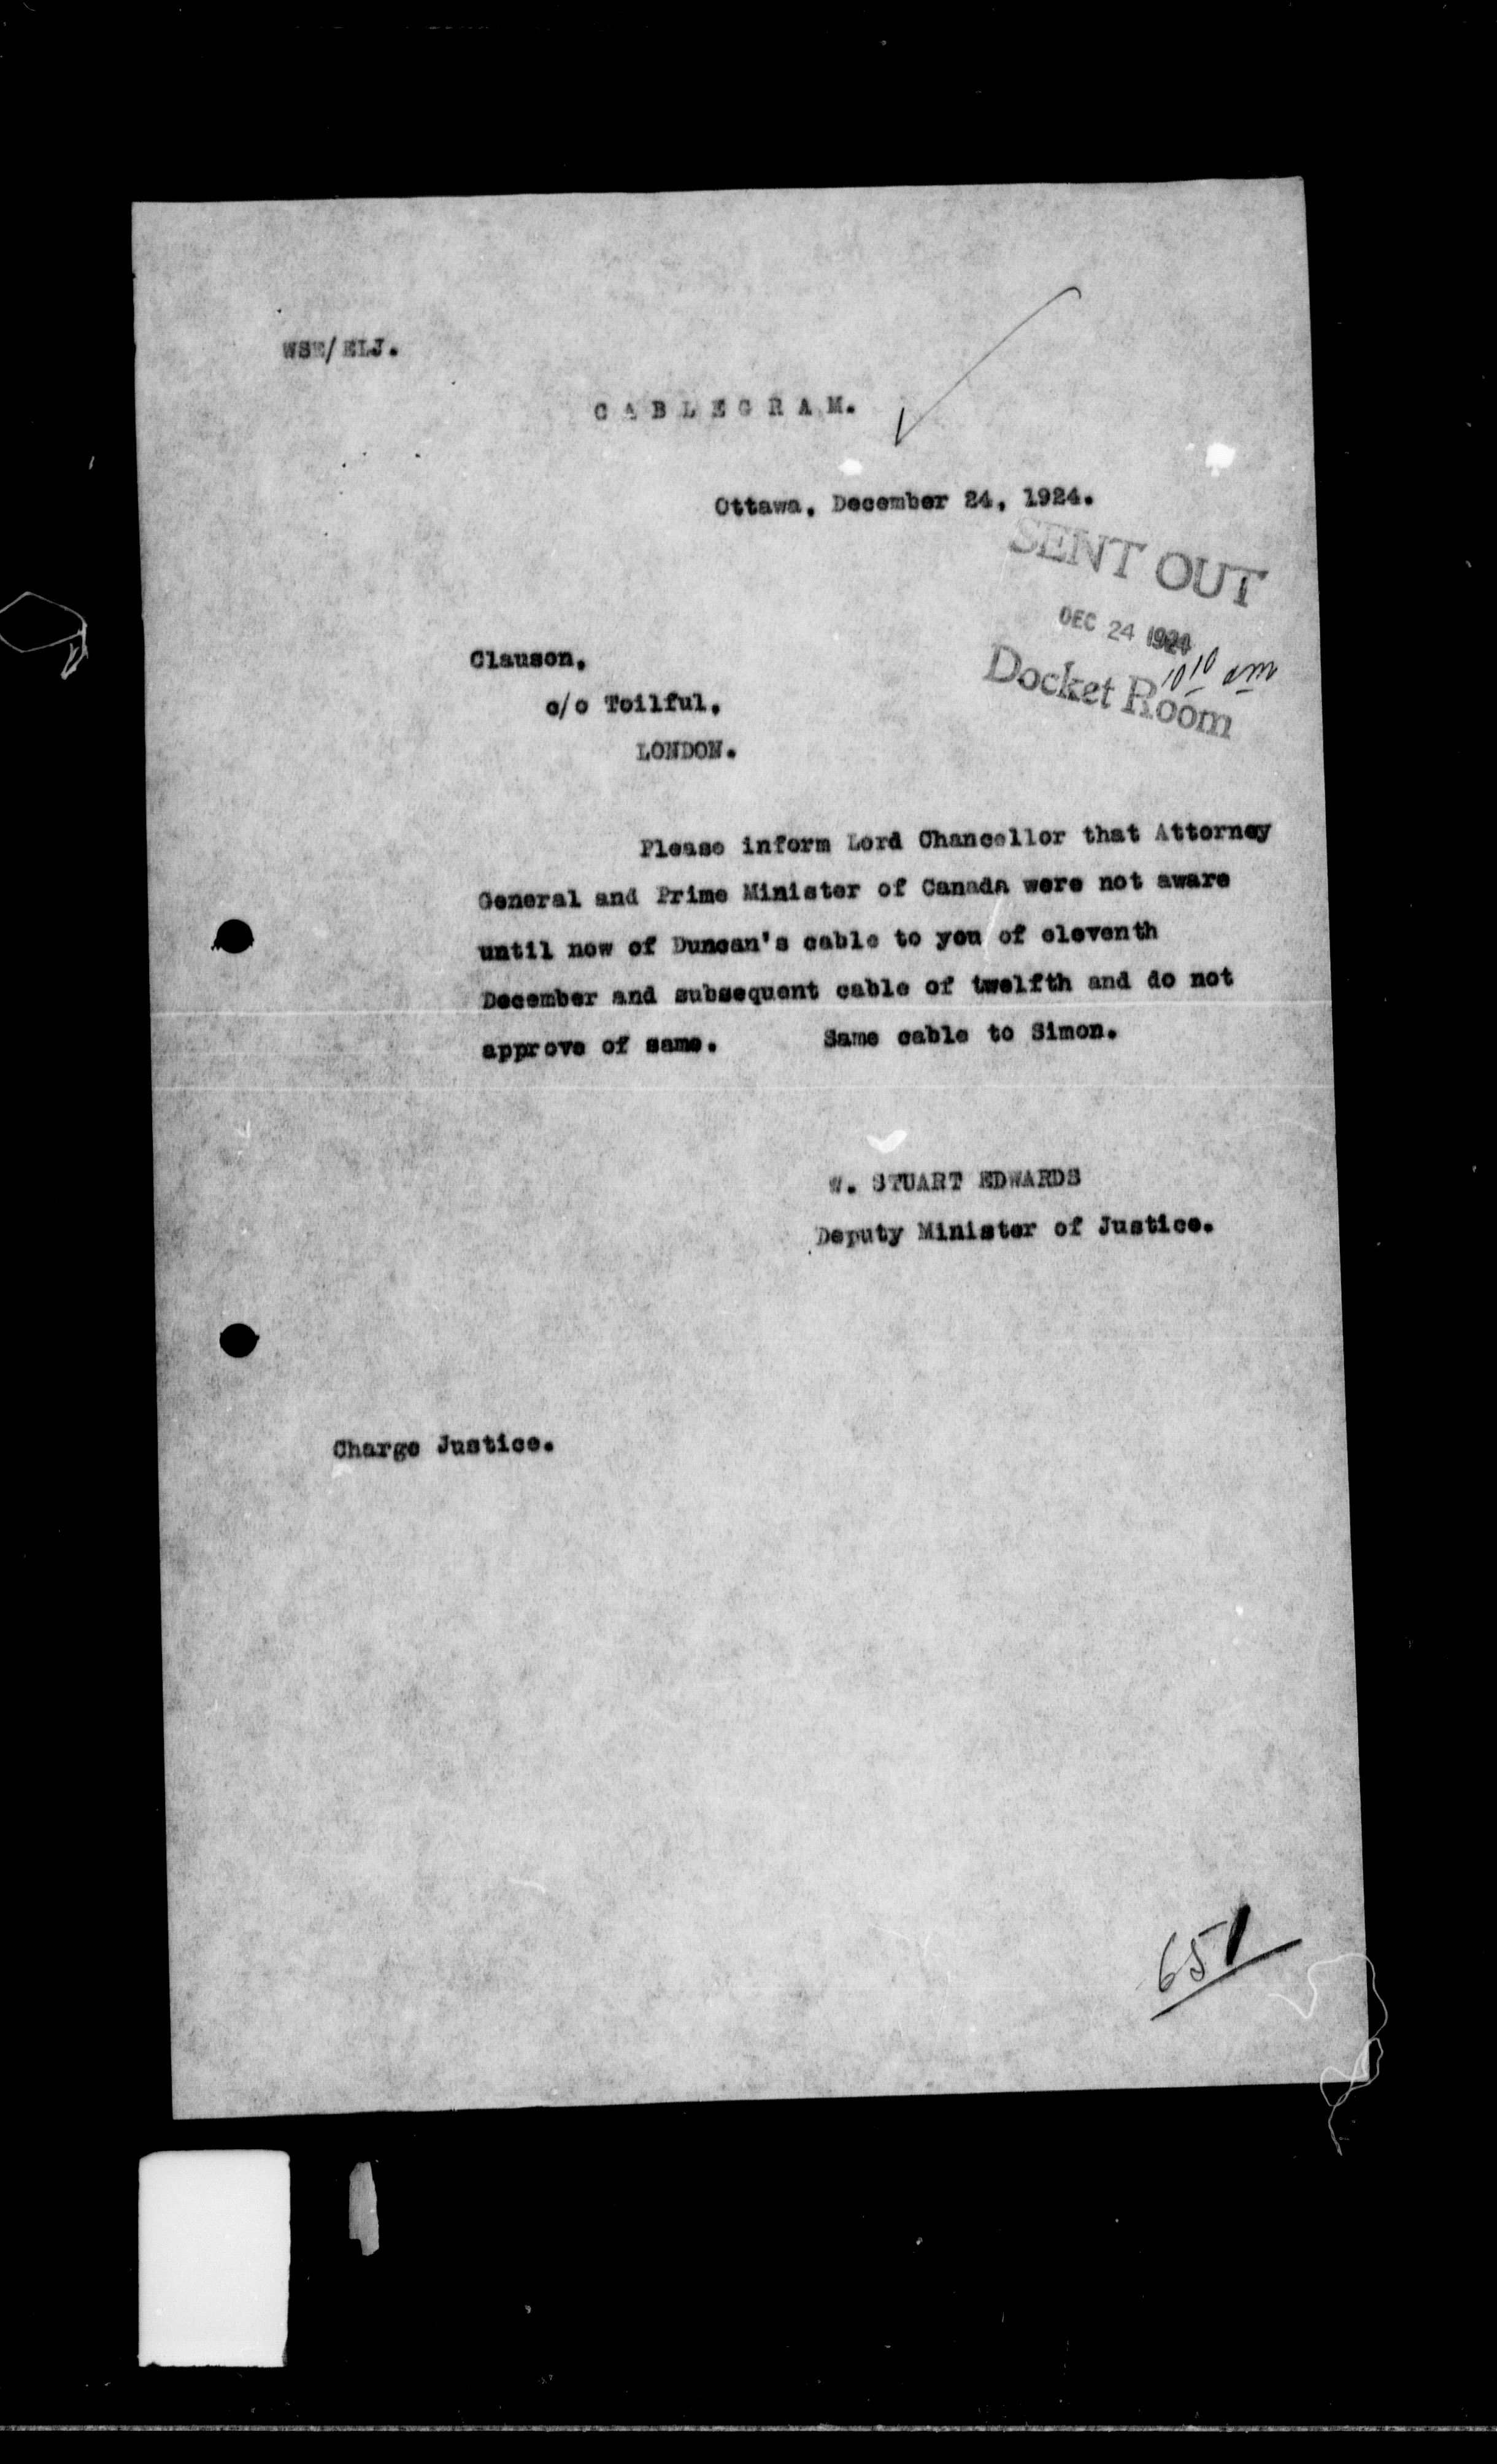 WSE/ELJ.
CABLEGRAM.
Ottawa, December 24, 1924.
SENT OUT
DEC 24 1924
10 10 am
Docket Room
Clauson,
c/o Toilful,
LONDON.
Please inform Lord Chancellor that Attorney
General and Prime Minister of Canada were not aware
until now of Duncan's cable to you of eleventh
December and subsequent cable of twelfth and do not
approve of same. Same cable to Simon.
W. STUART EDWARDS
Deputy Minister of Justice.
Charge Justice.
651